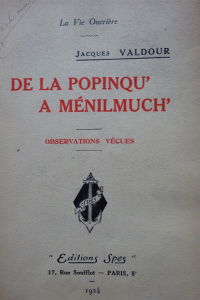 La Vie Ouvrière
JACQUES VALDOUR
DE LA POPINQU'
A MÉNILMUCH'
OBSERVATIONS VÉCUES
SPES
"Editions Spes"
17, Rue Soufflot — PARIS, 5e
1924